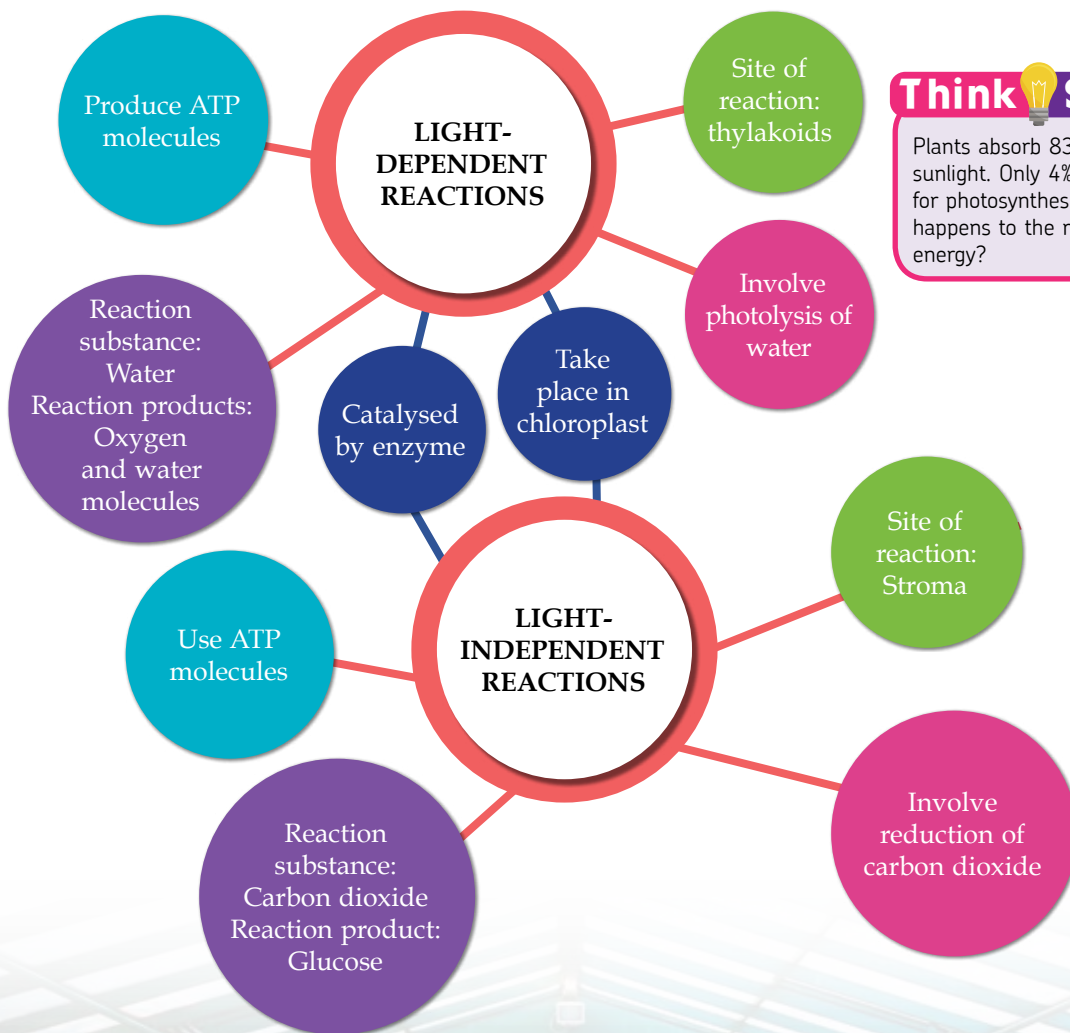 Produce ATP
molecules
LIGHT-
DEPENDENT
REACTIONS
Site of
reaction:
thylakoids
Think
Plants absorb 83
sunlight. Only 4%
for photosynthes
happens to the r
energy?
Reaction
substance:
Water
Reaction products:
Oxygen
and water
molecules
Catalysed
by enzyme
Take
place in
chloroplast
Involve
photolysis of
water
Use ATP
molecules
LIGHT-
INDEPENDENT
REACTIONS
Site of
reaction:
Stroma
Reaction
substance:
Carbon dioxide
Reaction product:
Glucose
Involve
reduction of
carbon dioxide